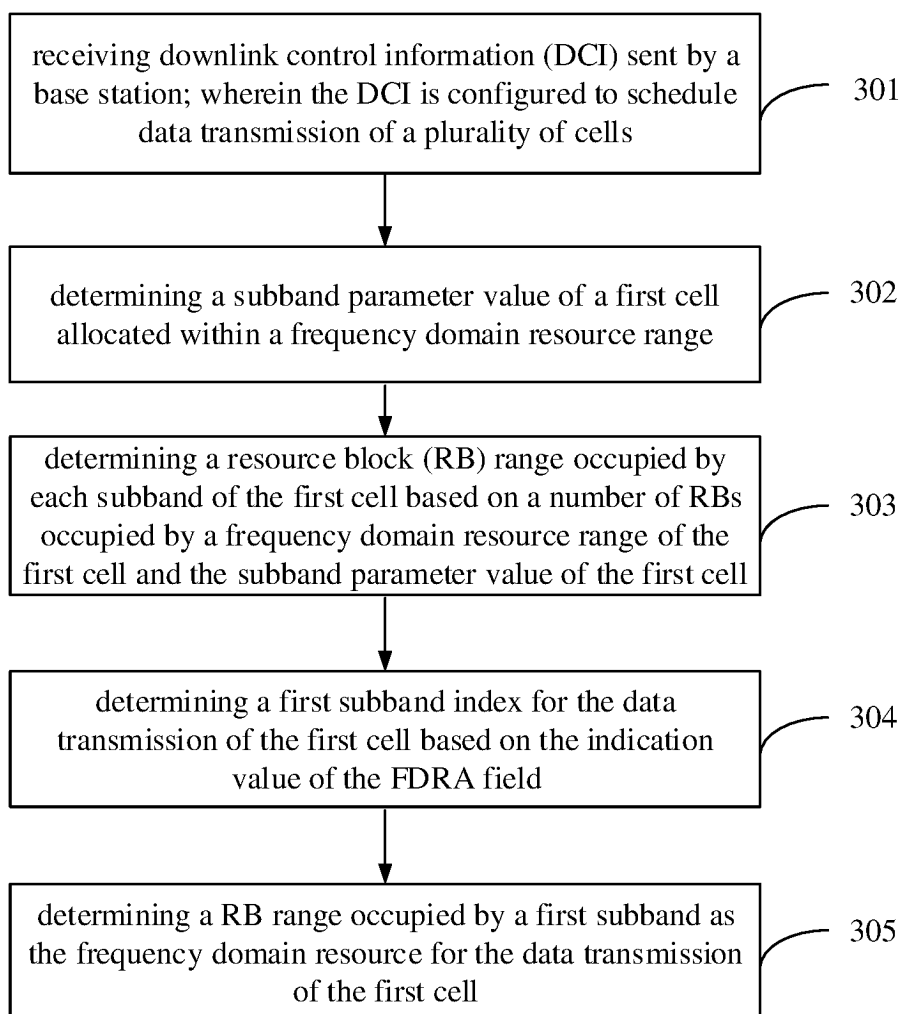 receiving downlink control information (DCI) sent by a
base station; wherein the DCI is configured to schedule
data transmission of a plurality of cells
301
determining a subband parameter value of a first cell
allocated within a frequency domain resource range
302
determining a resource block (RB) range occupied by
each subband of the first cell based on a number of RBs
occupied by a frequency domain resource range of the
first cell and the subband parameter value of the first cell
303
determining a first subband index for the data
transmission of the first cell based on the indication
value of the FDRA field
304
determining a RB range occupied by a first subband as
the frequency domain resource for the data transmission
of the first cell
305